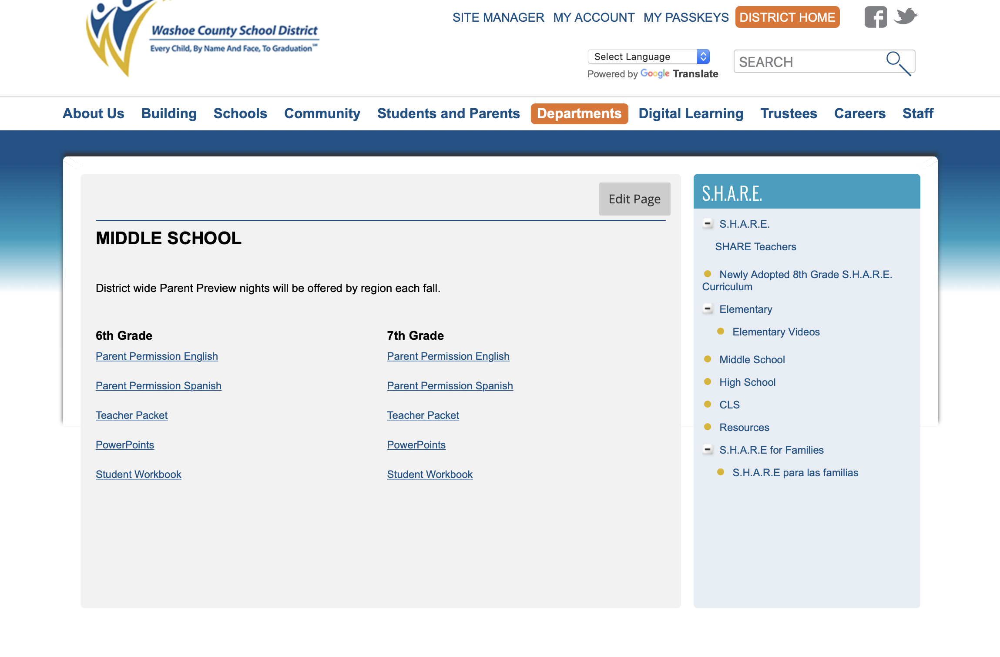 Washoe County School District
Every Child, By Name And Face, To Graduation℠
SITE MANAGER MY ACCOUNT MY PASSKEYS DISTRICT HOME
Select Language
Powered by Google Translate
SEARCH
About Us Building Schools Community Students and Parents Departments Digital Learning Trustees Careers Staff
Edit Page
MIDDLE SCHOOL
District wide Parent Preview nights will be offered by region each fall.
6th Grade
Parent Permission English
Parent Permission Spanish
Teacher Packet
PowerPoints
Student Workbook
7th Grade
Parent Permission English
Parent Permission Spanish
Teacher Packet
PowerPoints
Student Workbook
S.H.A.R.E.
S.H.A.R.E.
SHARE Teachers
Newly Adopted 8th Grade S.H.A.R.E.
Curriculum
Elementary
Elementary Videos
Middle School
High School
CLS
Resources
S.H.A.R.E for Families
S.H.A.R.E para las familias